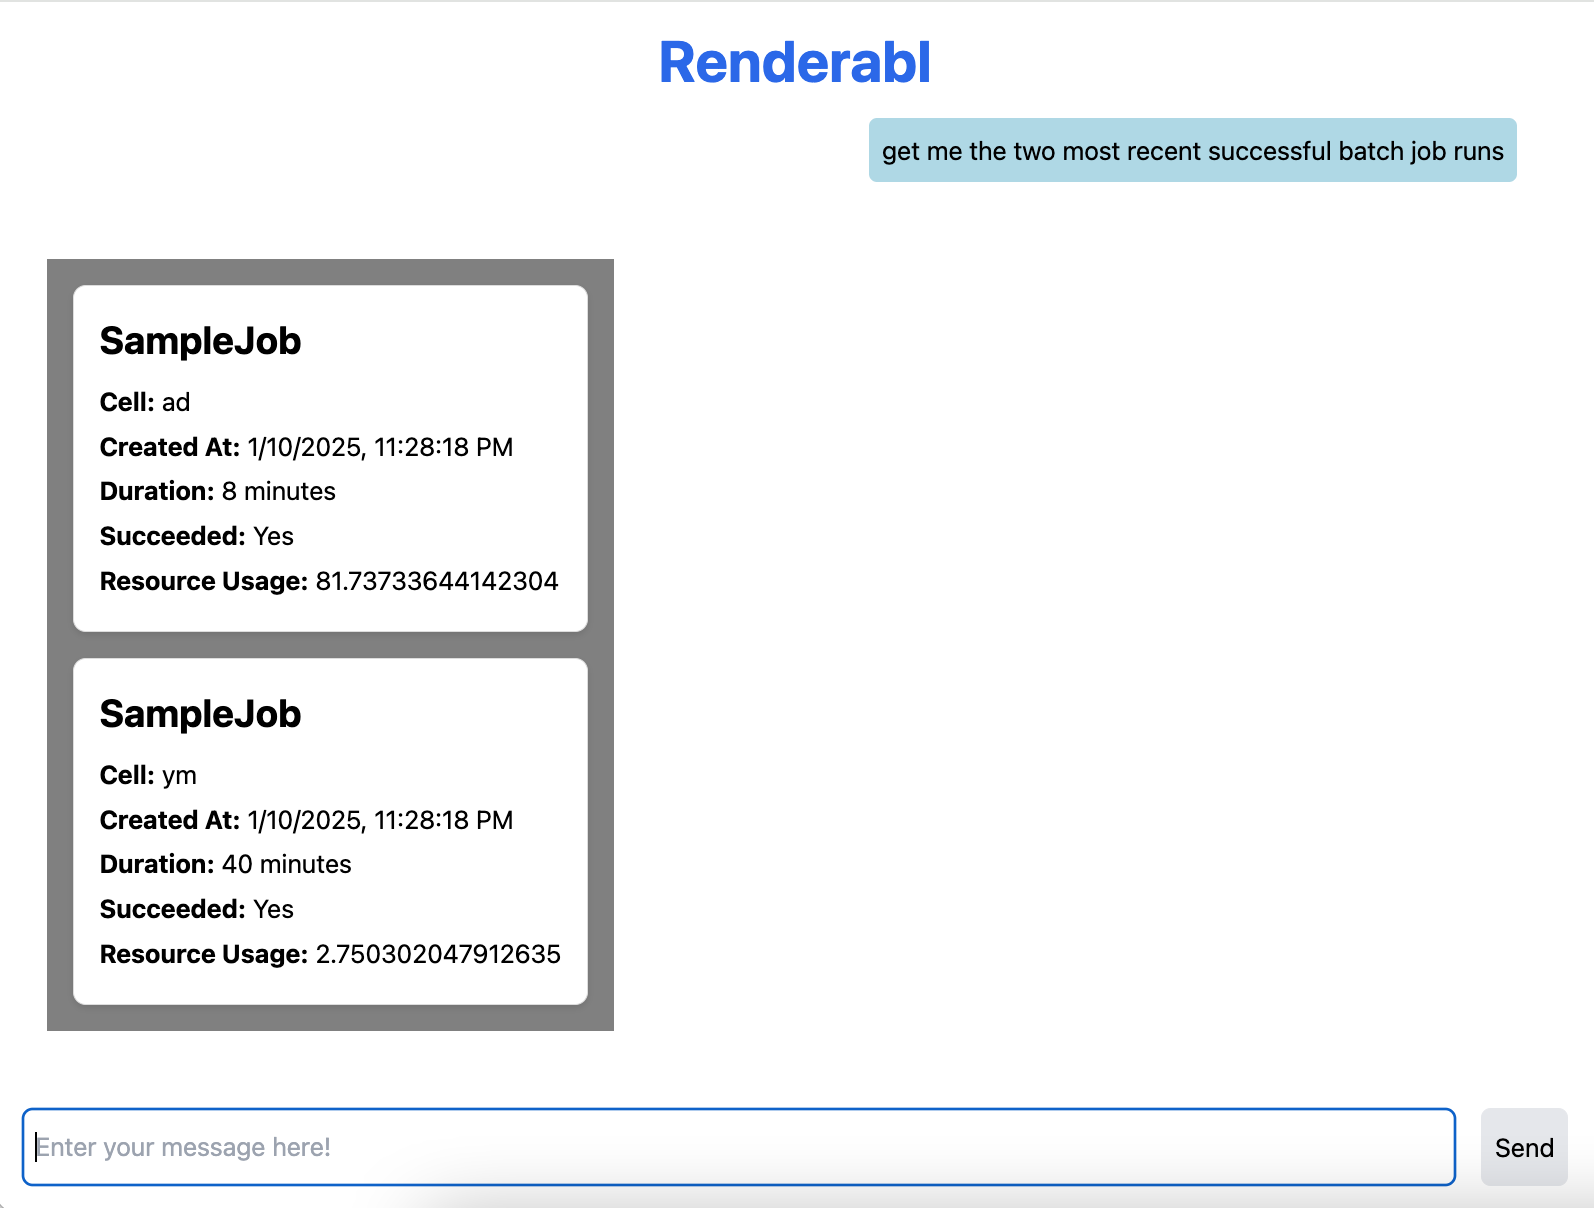 Renderabl
get me the two most recent successful batch job runs
SampleJob
Cell: ad
Created At: 1/10/2025, 11:28:18 PM
Duration: 8 minutes
Succeeded: Yes
Resource Usage: 81.73733644142304
SampleJob
Cell: ym
Created At: 1/10/2025, 11:28:18 PM
Duration: 40 minutes
Succeeded: Yes
Resource Usage: 2.750302047912635
Enter your message here!
Send